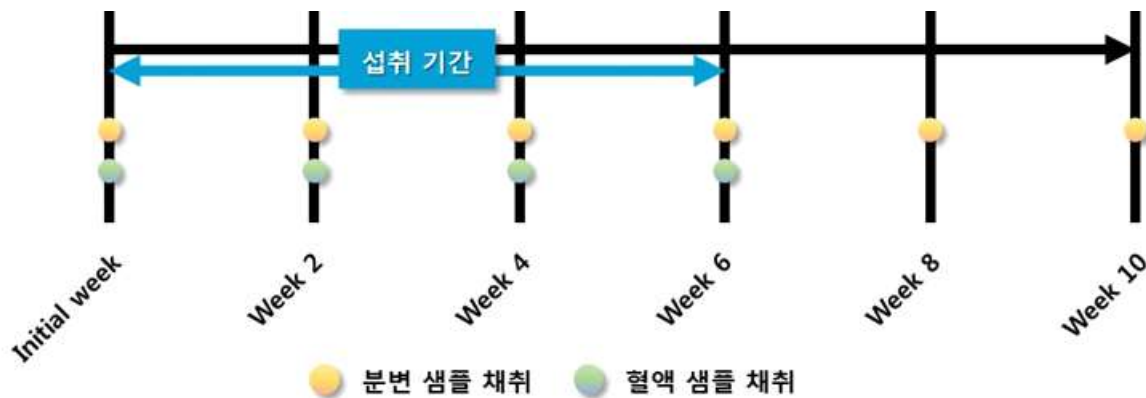 섭취 기간
Initial week
Week 2
Week 4
Week 6
Week 8
Week 10
분변 샘플 채취
혈액 샘플 채취